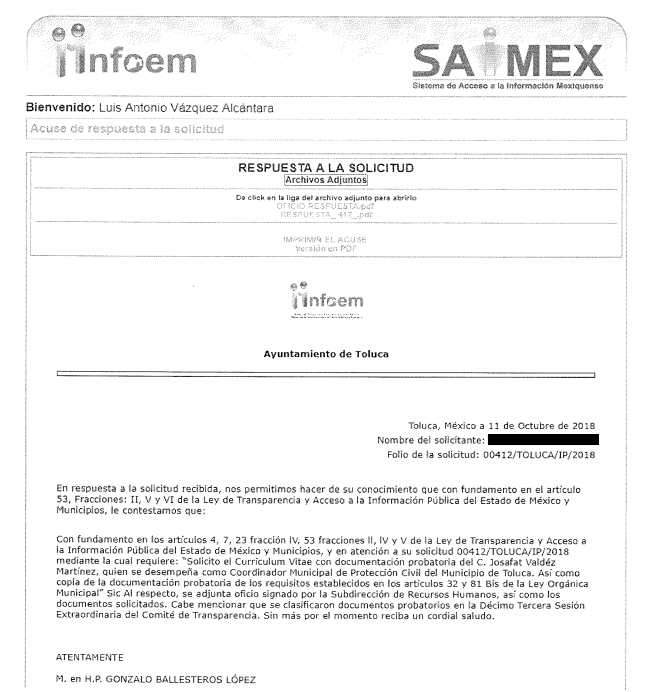 infoem
SAIMEX
Sistema de Acceso a la Información Mexiquense
Bienvenido: Luis Antonio Vázquez Alcántara
Acuse de respuesta a la solicitud
RESPUESTA A LA SOLICITUD
Archivos Adjuntos
De click en la liga del archivo adjunto para abrirlo
OFICIO RESPUESTA.pdf
RESPUESTA_412_.pdf
IMPRIMIR EL ACUSE
Versión en PDF
infoem
Ayuntamiento de Toluca
Toluca, México a 11 de Octubre de 2018
Nombre del solicitante:
Folio de la solicitud: 00412/TOLUCA/IP/2018
En respuesta a la solicitud recibida, nos permitimos hacer de su conocimiento que con fundamento en el artículo
53, Fracciones: II, V y VI de la Ley de Transparencia y Acceso a la Información Pública del Estado de México y
Municipios, le contestamos que:
Con fundamento en los artículos 4, 7, 23 fracción IV, 53 fracciones II, IV y V de la Ley de Transparencia y Acceso a
la Información Pública del Estado de México y Municipios, y en atención a su solicitud 00412/TOLUCA/IP/2018
mediante la cual requiere: “Solicito el Currículum Vitae con documentación probatoria del C. Josafat Valdéz
Martínez, quien se desempeña como Coordinador Municipal de Protección Civil del Municipio de Toluca. Así como
copia de la documentación probatoria de los requisitos establecidos en los artículos 32 y 81 Bis de la Ley Orgánica
Municipal” Sic Al respecto, se adjunta oficio signado por la Subdirección de Recursos Humanos, así como los
documentos solicitados. Cabe mencionar que se clasificaron documentos probatorios en la Décimo Tercera Sesión
Extraordinaria del Comité de Transparencia. Sin más por el momento reciba un cordial saludo.
ATENTAMENTE
M. en H.P. GONZALO BALLESTEROS LÓPEZ